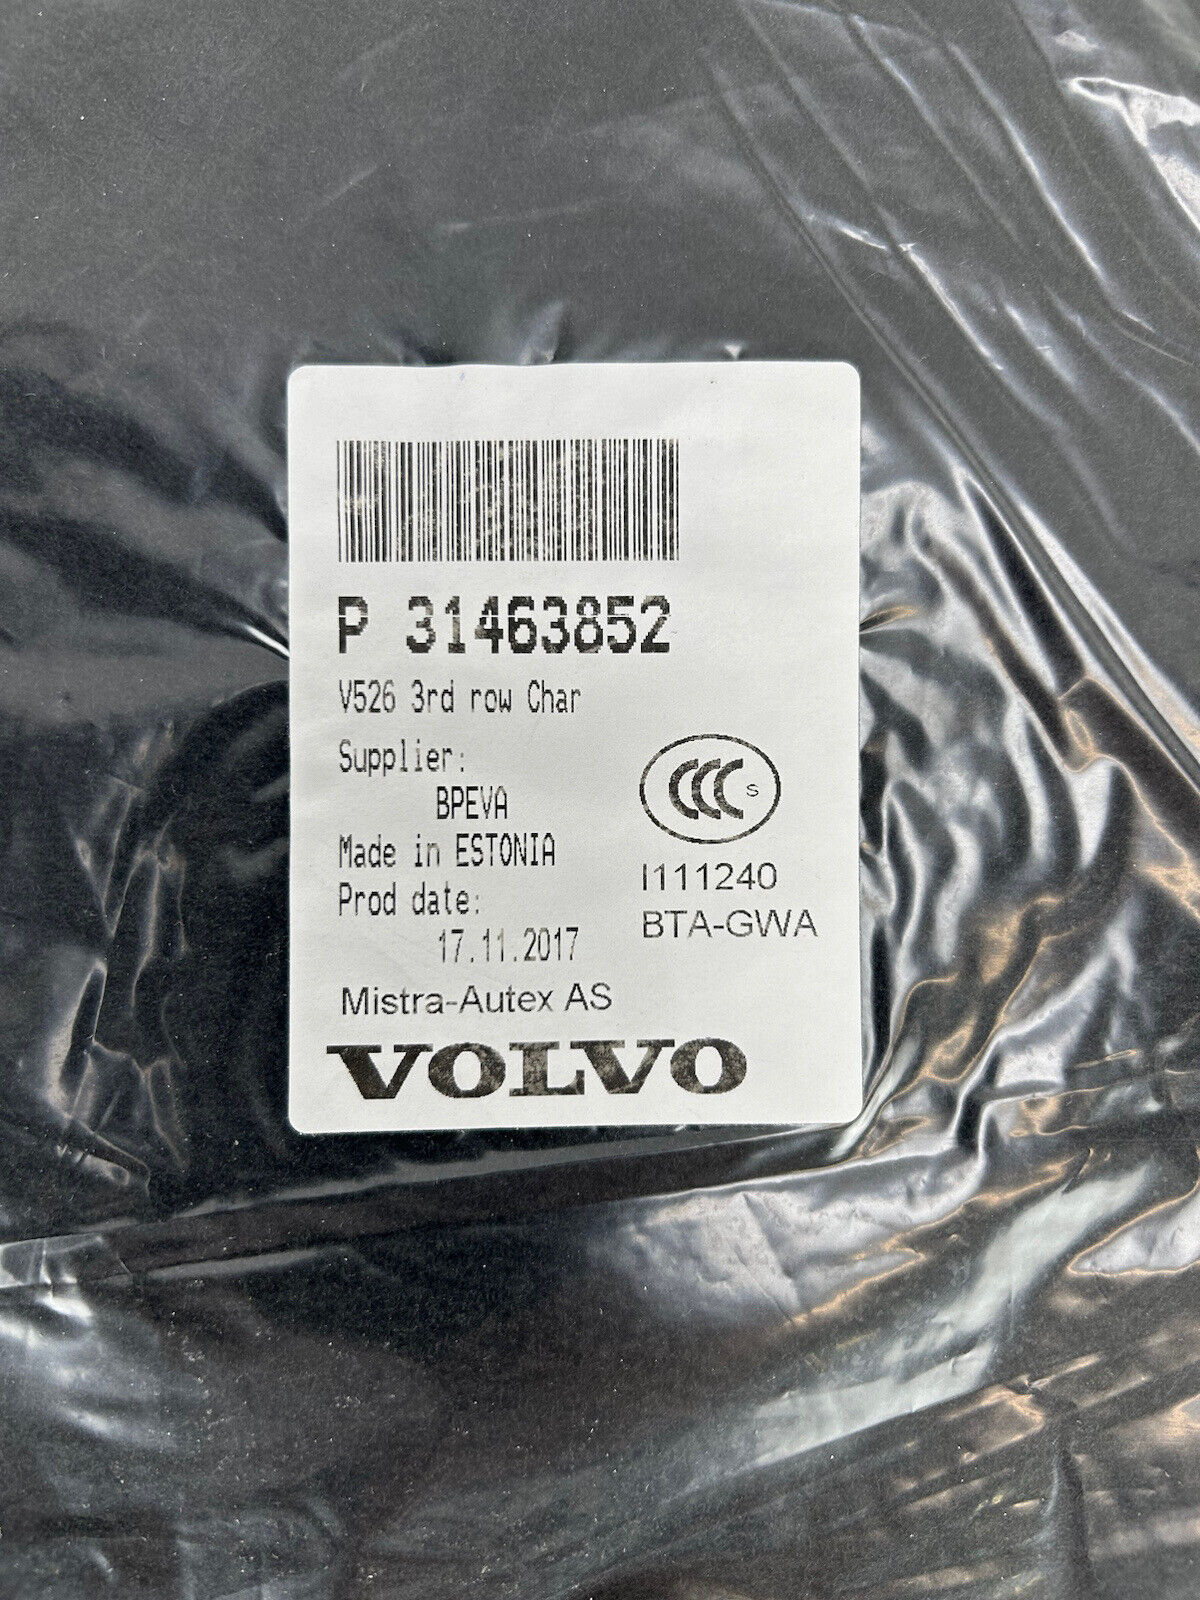 P 31463852
V526 3rd row Char
Supplier:
BPEVA
Made in ESTONIA
Prod date:
17.11.2017
Mistra-Autex AS
VOLVO
CCC S
I111240
BTA-GWA